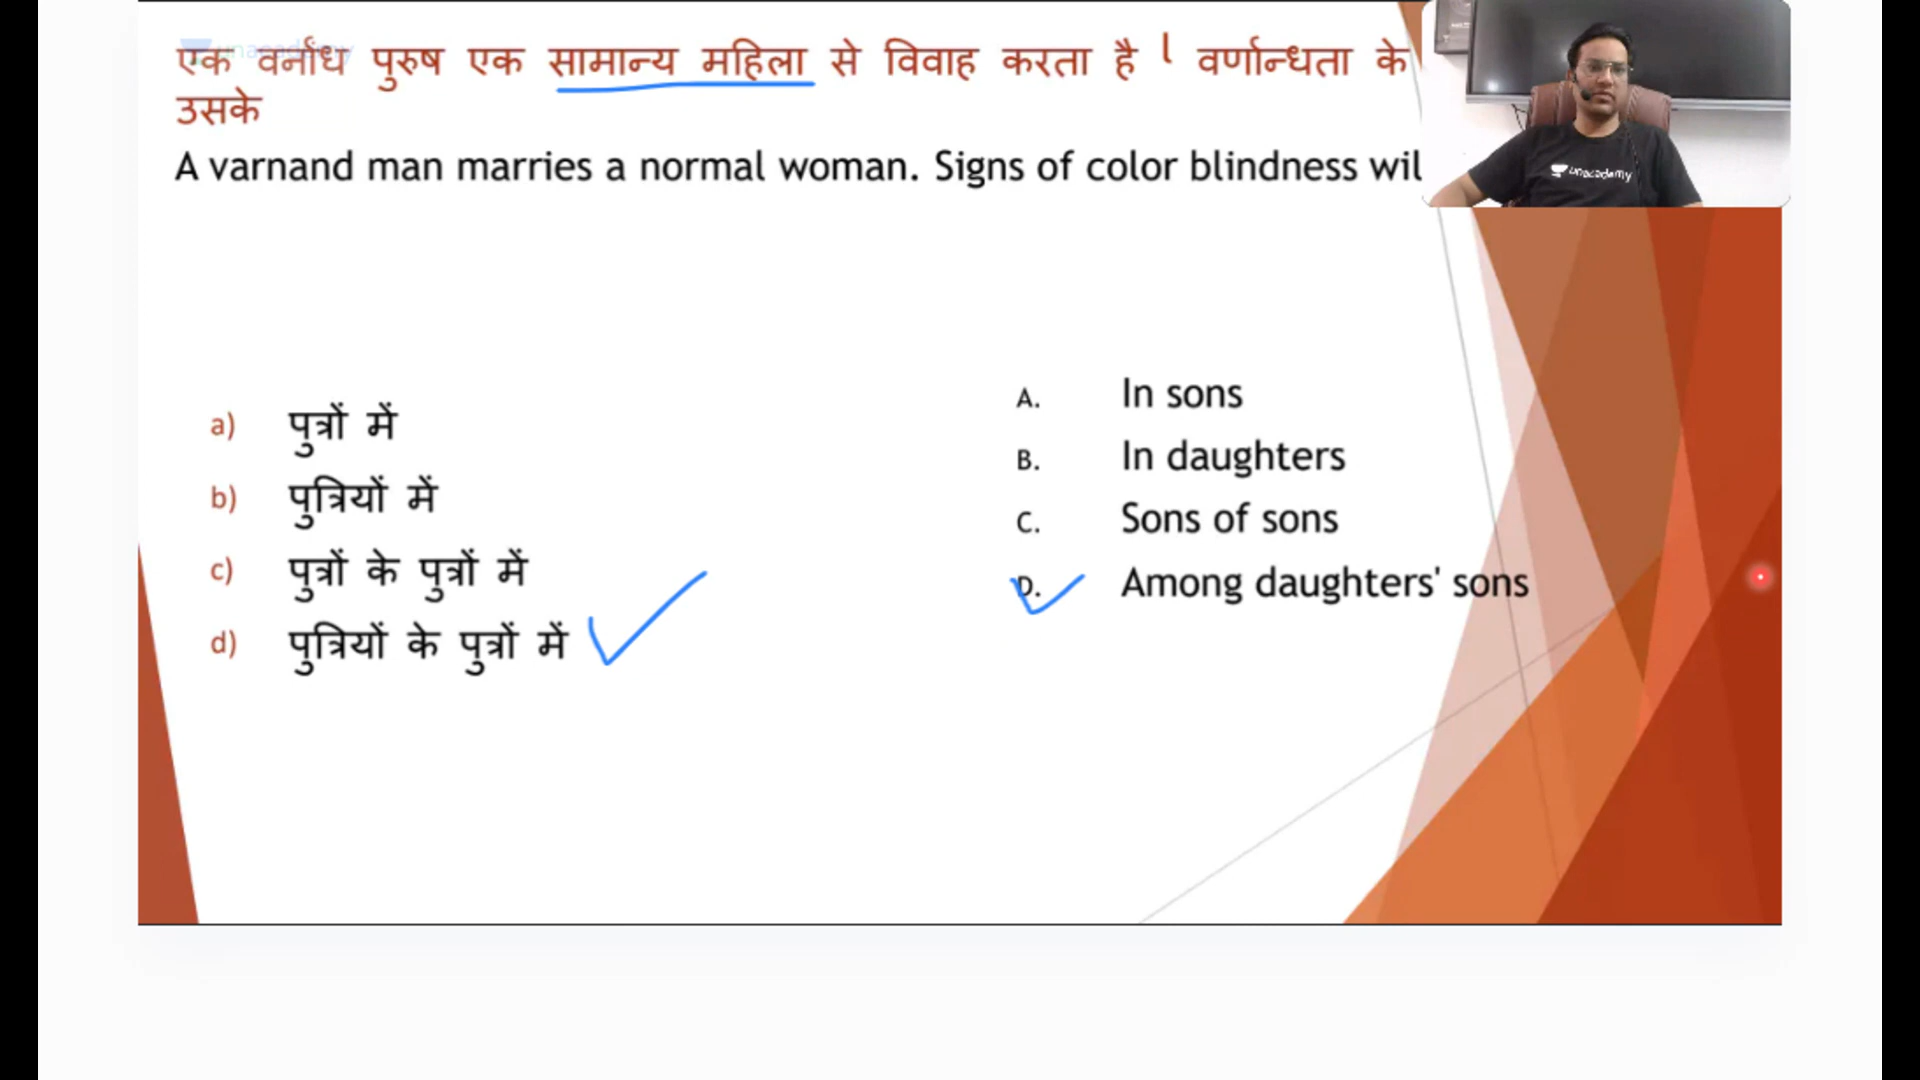 एक वर्नांध पुरुष एक सामान्य महिला से विवाह करता है l वर्णान्धता के
उसके
A varnand man marries a normal woman. Signs of color blindness wil
unacademy
a) पुत्रों में
b) पुत्रियों में
c) पुत्रों के पुत्रों में
d) पुत्रियों के पुत्रों में
A. In sons
B. In daughters
C. Sons of sons
D. Among daughters' sons